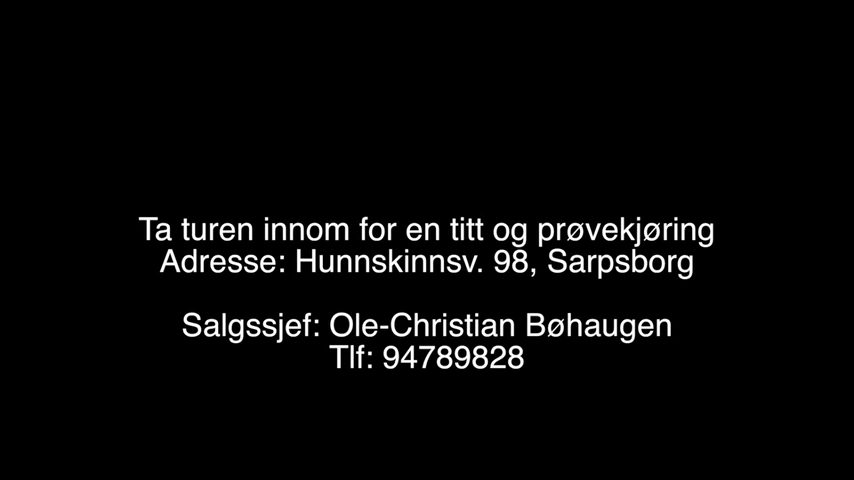 Ta turen innom for en titt og prøvekjøring
Adresse: Hunnskinnsv. 98, Sarpsborg
Salgssjef: Ole-Christian Bøhaugen
Tlf: 94789828